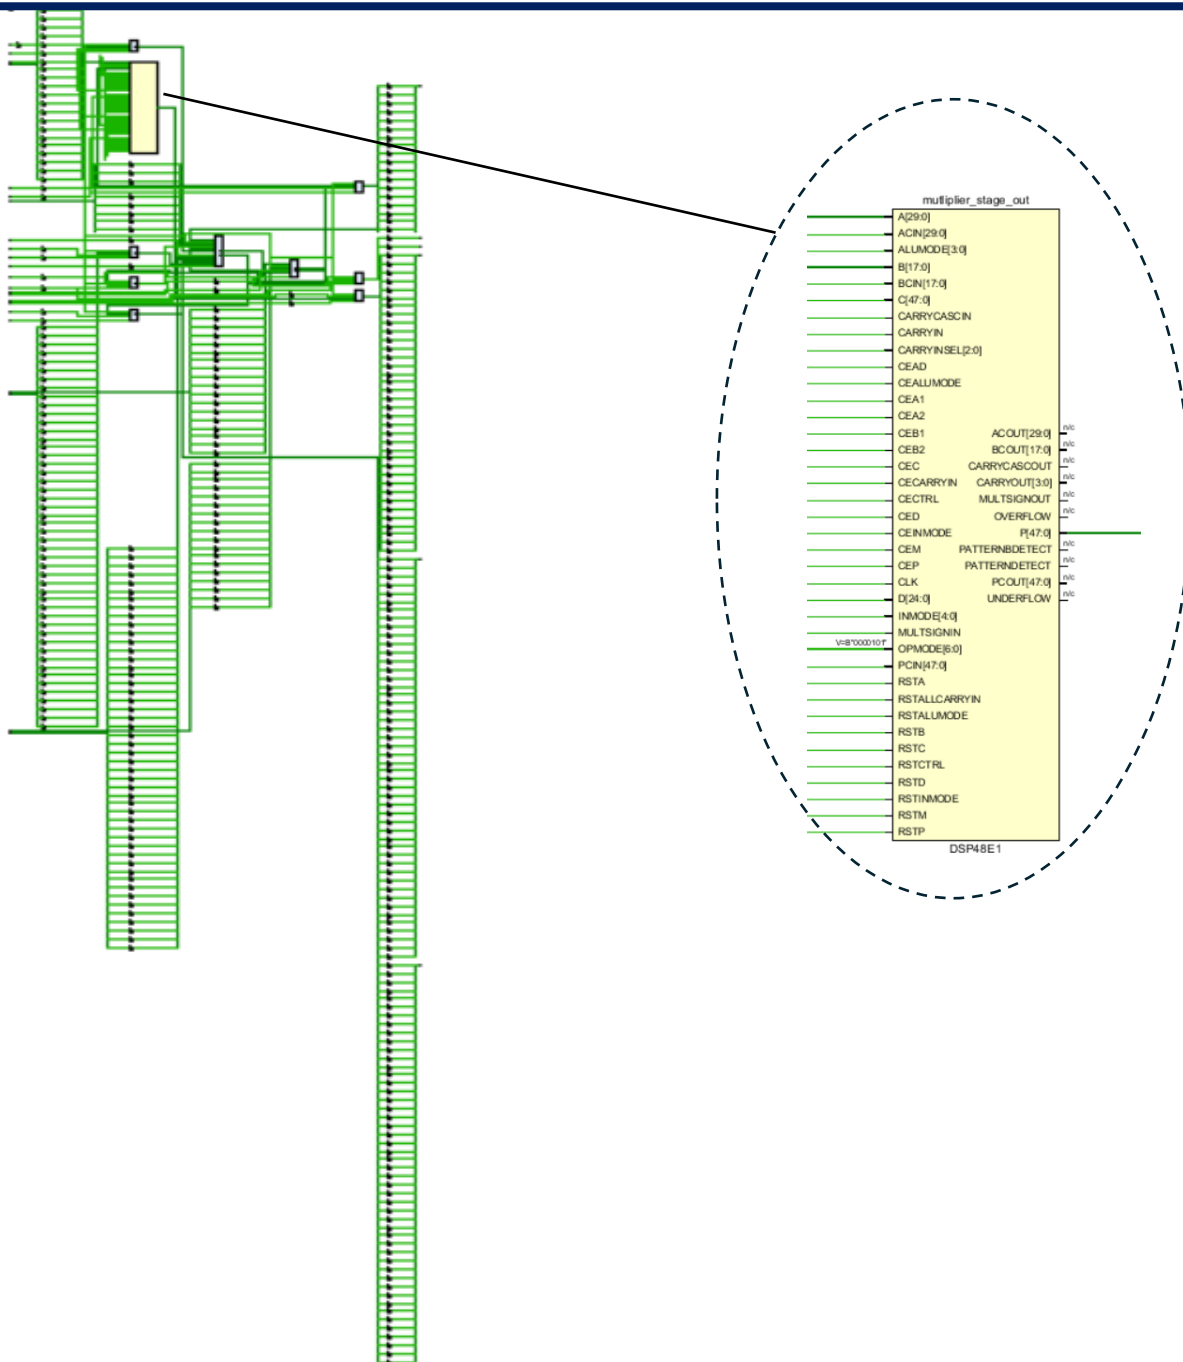 mutliplier_stage_out
A[29:0]
ACIN[29:0]
ALUMODE[3:0]
B[17:0]
BCIN[17:0]
C[47:0]
CARRYCASCIN
CARRYIN
CARRYINSEL[2:0]
CEAD
CEALUMODE
CEA1
CEA2
CEB1 ACOUT[29:0] n/c
CEB2 BCOUT[17:0] n/c
CEC CARRYCASCOUT n/c
CECARRYIN CARRYOUT[3:0] n/c
CECTRL MULTSIGNOUT n/c
CED OVERFLOW n/c
CEINMODE P[47:0]
CEM PATTERNBDETECT n/c
CEP PATTERNDETECT n/c
CLK PCOUT[47:0] n/c
D[24:0] UNDERFLOW n/c
INMODE[4:0]
MULTSIGNIN
V=B"0000101" OPMODE[6:0]
PCIN[47:0]
RSTA
RSTALLCARRYIN
RSTALUMODE
RSTB
RSTC
RSTCTRL
RSTD
RSTINMODE
RSTM
RSTP
DSP48E1